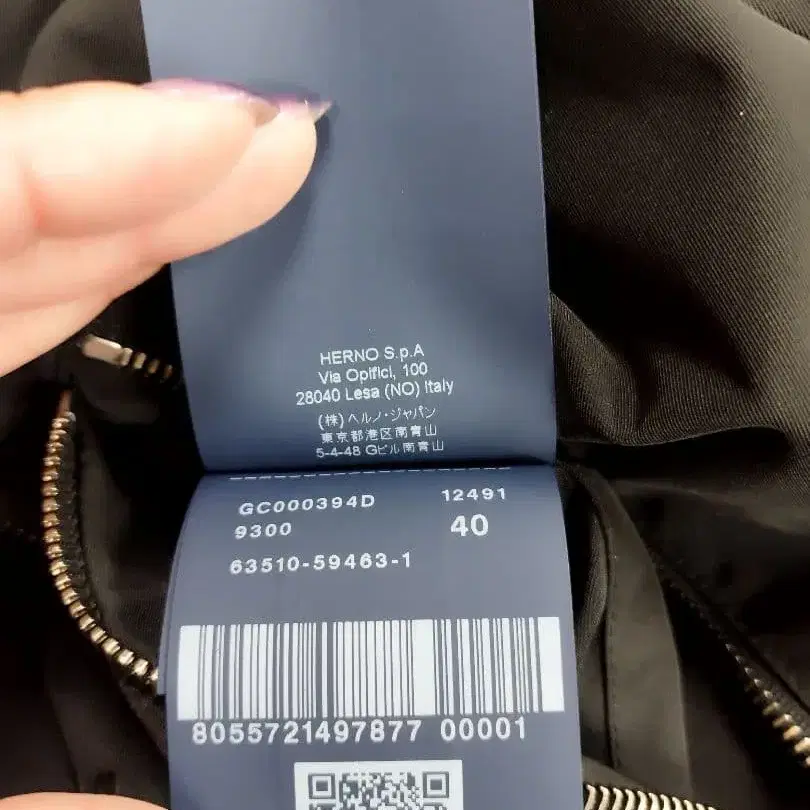 HERNO S.p.A
Via Opifici, 100
28040 Lesa (NO) Italy
(株)ヘルノ・ジャパン
東京都港区南青山
5-4-48 Gビル南青山
GC000394D 12491
9300 40
63510-59463-1
8055721497877 00001